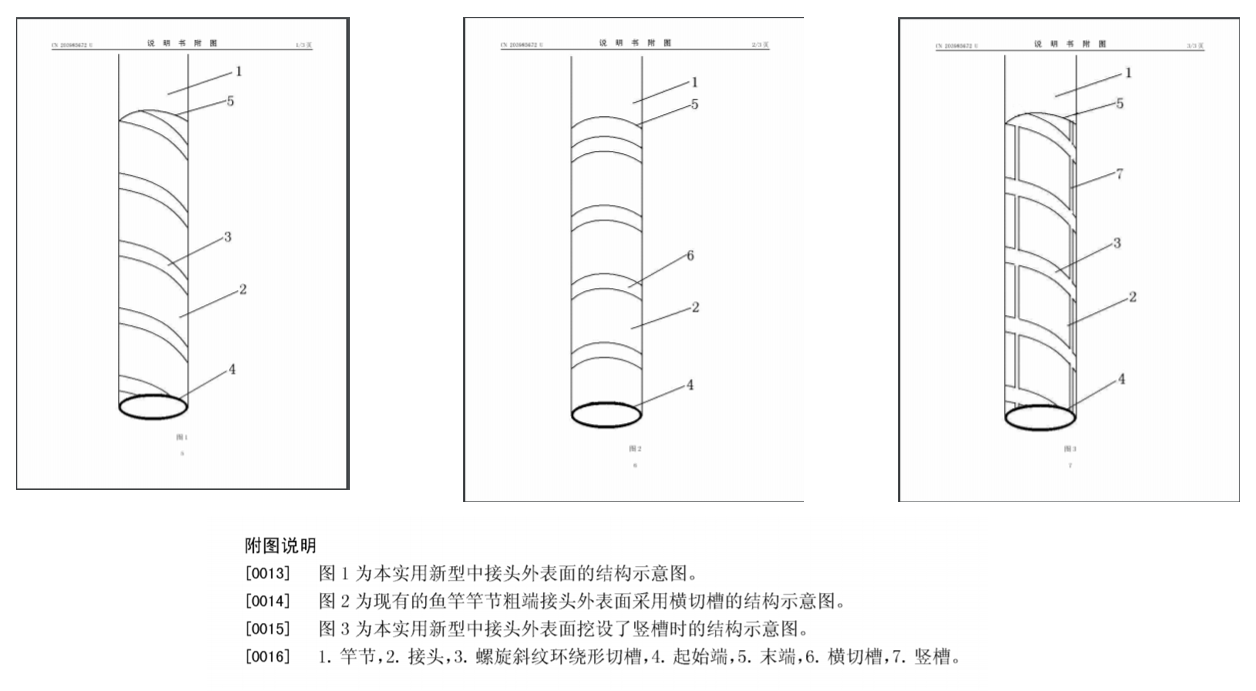 说 明 书 附 图
1/3 页
1
5
3
2
4
图1
5
说 明 书 附 图
2/3 页
1
5
6
2
4
图2
6
说 明 书 附 图
3/3 页
1
5
7
3
2
4
图3
7
附图说明
[0013] 图 1 为本实用新型中接头外表面的结构示意图。
[0014] 图 2 为现有的鱼竿竿节粗端接头外表面采用横切槽的结构示意图。
[0015] 图 3 为本实用新型中接头外表面挖设了竖槽时的结构示意图。
[0016] 1. 竿节,2. 接头,3. 螺旋斜纹环绕形切槽,4. 起始端,5. 末端,6. 横切槽,7. 竖槽。